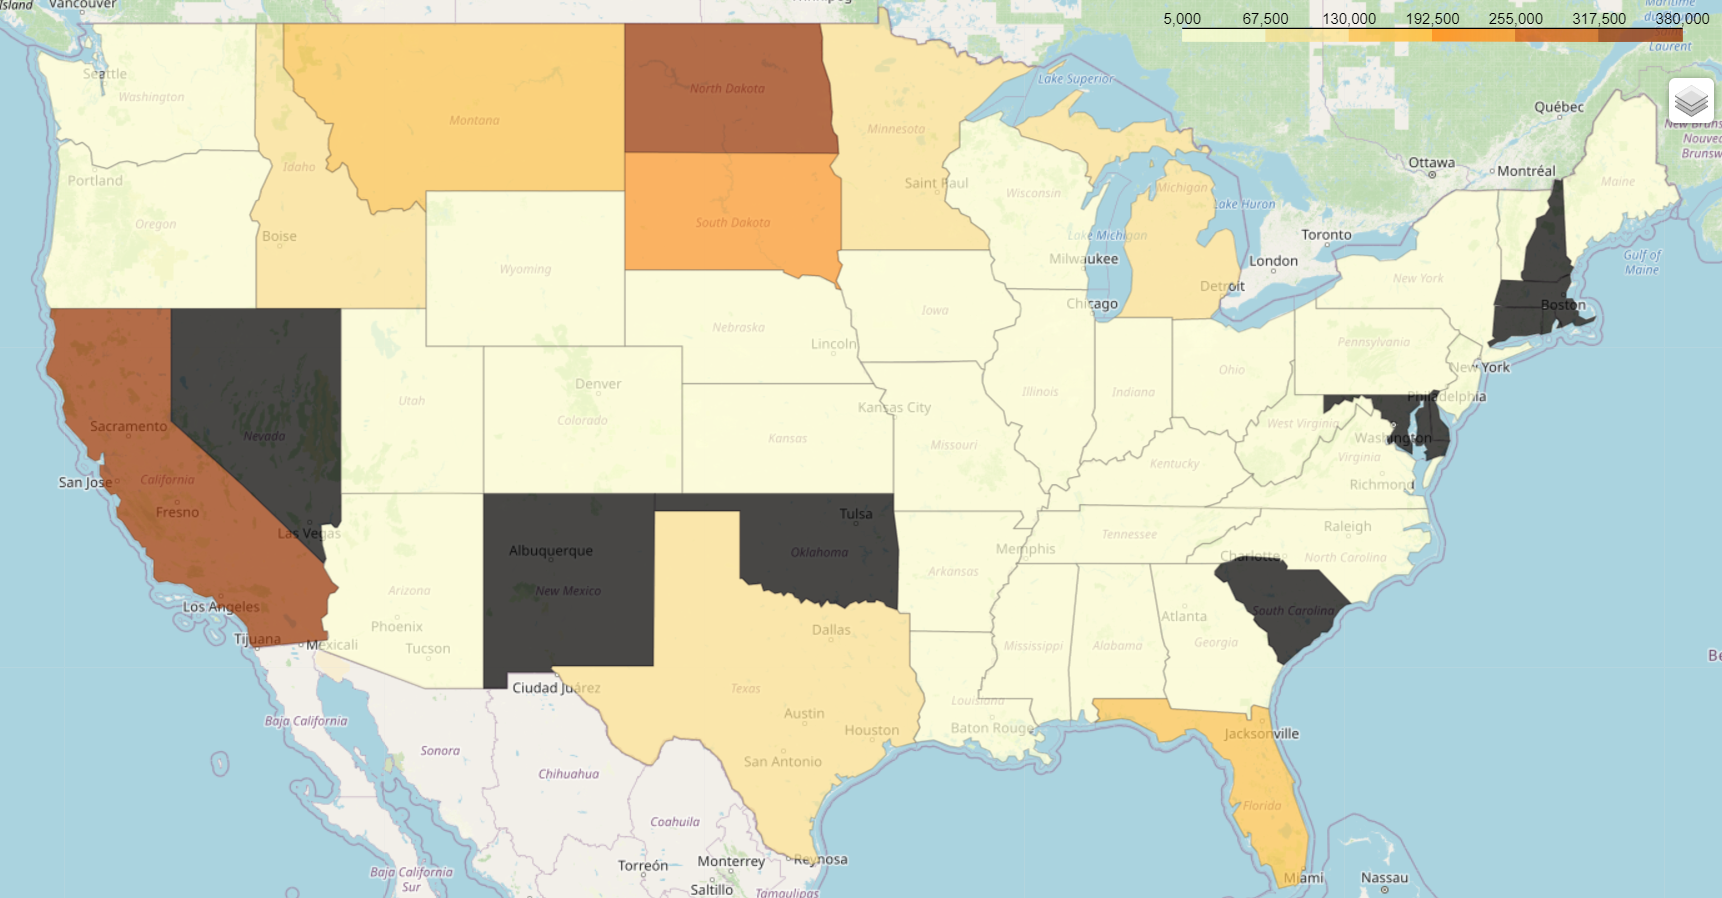 Island
Vancouver
5,000 67,500 130,000 192,500 255,000 317,500 380,000
Seattle
Washington
Montana
North Dakota
Minnesota
Lake Superior
Québec
Ottawa
Montréal
Maine
Portland
Oregon
Idaho
Boise
Saint Paul
Wisconsin
Michigan
Lake Huron
South Dakota
Wyoming
Lake Michigan
Milwaukee
Toronto
London
Gulf of
Maine
New York
Detroit
Chicago
Boston
Iowa
Nebraska
Lincoln
Pennsylvania
New York
Ohio
Indiana
Illinois
Philadelphia
Denver
Colorado
Utah
Kansas City
Kansas
Missouri
West Virginia
Washington
Virginia
Kentucky
Richmond
Sacramento
Nevada
California
San Jose
Fresno
Las Vegas
Tulsa
Oklahoma
Albuquerque
New Mexico
Raleigh
Tennessee
Memphis
Charlotte
North Carolina
Arkansas
Arizona
Los Angeles
South Carolina
Atlanta
Georgia
Phoenix
Dallas
Tijuana
Mexicali
Tucson
Mississippi
Alabama
Ciudad Juárez
Texas
Louisiana
Baja California
Austin
Houston
Baton Rouge
Jacksonville
Sonora
San Antonio
Chihuahua
Florida
Coahuila
Reynosa
Torreón
Monterrey
Baja California
Sur
Saltillo
Tamaulipas
Miami
Nassau